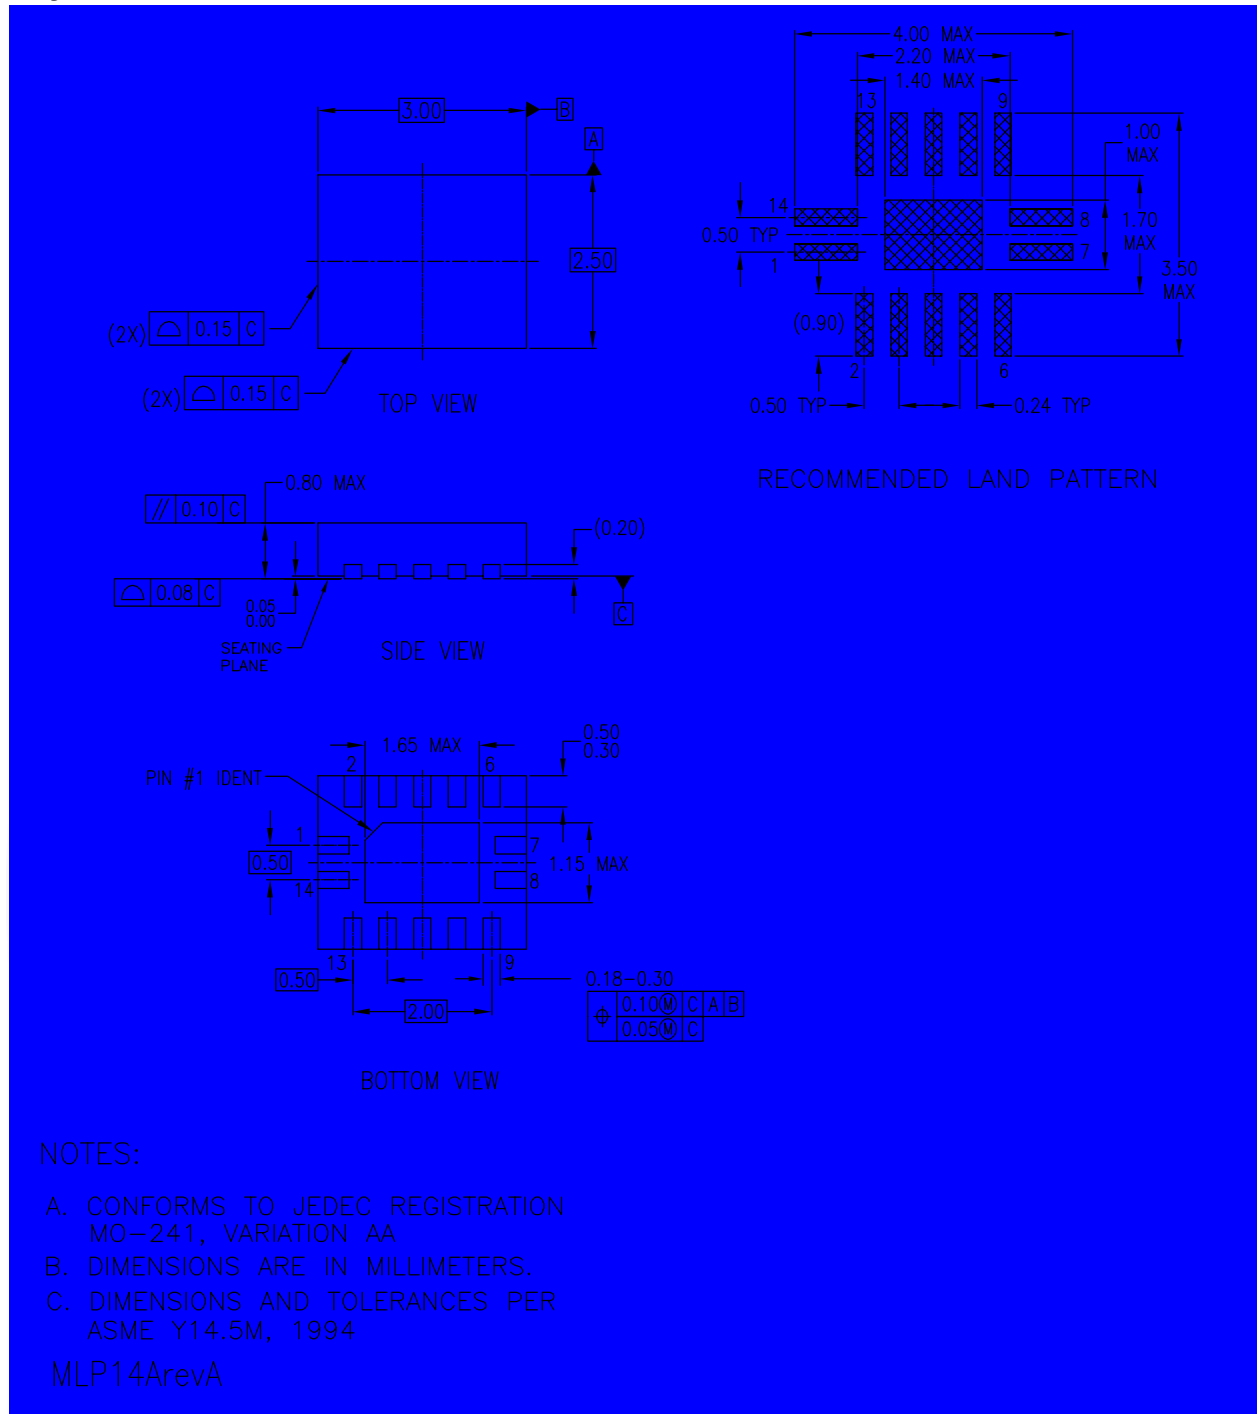 4.00 MAX
2.20 MAX
1.40 MAX
13
9
3.00
B
A
1.00
MAX
14
8
0.50 TYP
1.70
MAX
2.50
1
7
3.50
MAX
(2X) 0.15 C
(0.90)
2
6
(2X) 0.15 C
TOP VIEW
0.50 TYP
0.24 TYP
RECOMMENDED LAND PATTERN
0.80 MAX
// 0.10 C
(0.20)
0.08 C
0.05
0.00
C
SEATING
PLANE
SIDE VIEW
0.50
0.30
1.65 MAX
2
6
PIN #1 IDENT
1
7
0.50
1.15 MAX
14
8
13
9
0.50
0.18-0.30
2.00
0.10Ⓜ C A B
0.05Ⓜ C
BOTTOM VIEW
NOTES:
A. CONFORMS TO JEDEC REGISTRATION
MO-241, VARIATION AA
B. DIMENSIONS ARE IN MILLIMETERS.
C. DIMENSIONS AND TOLERANCES PER
ASME Y14.5M, 1994
MLP14ArevA